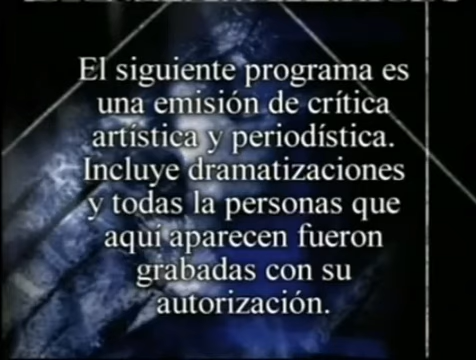 El siguiente programa es
una emisión de crítica
artística y periodística.
Incluye dramatizaciones
y todas la personas que
aquí aparecen fueron
grabadas con su
autorización.